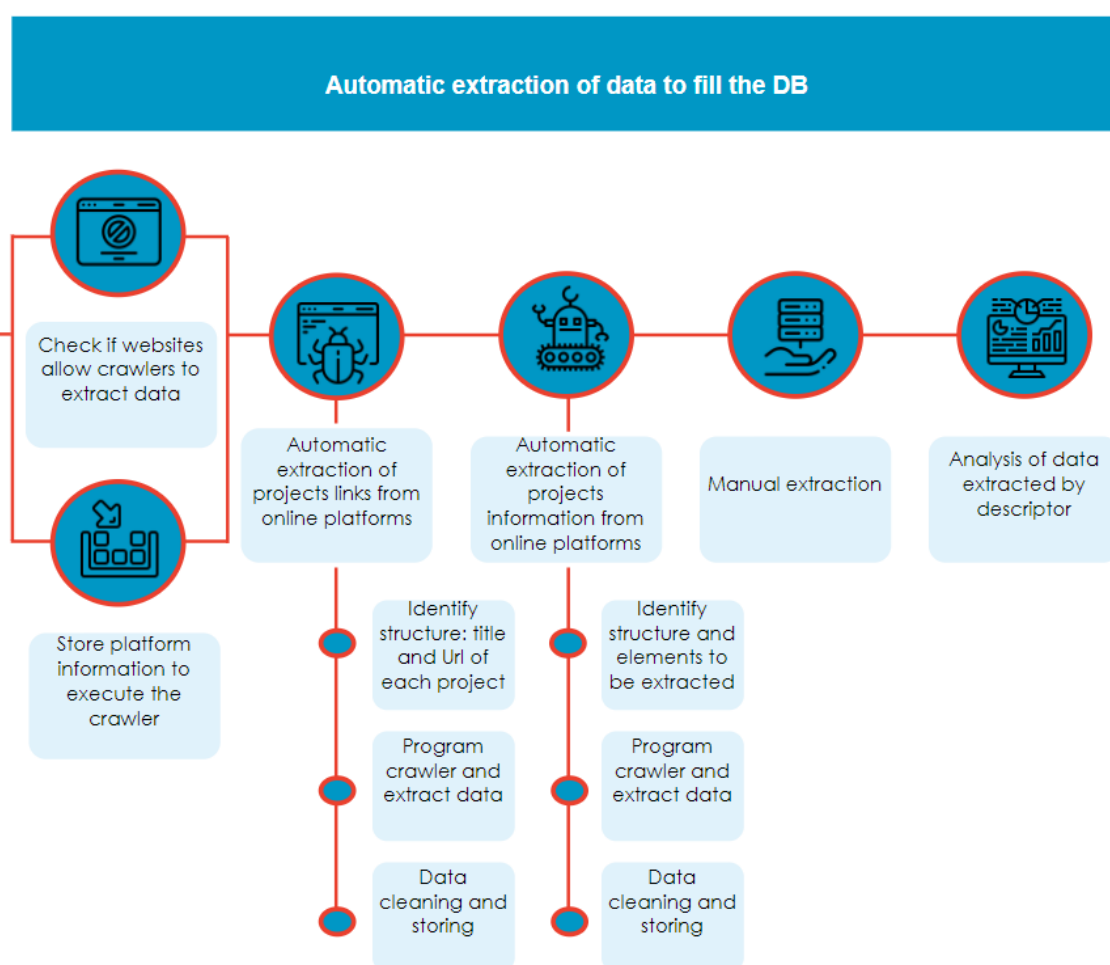 Automatic extraction of data to fill the DB
Check if websites
allow crawlers to
extract data
Store platform
information to
execute the
crawler
Automatic
extraction of
projects links from
online platforms
Identify
structure: title
and Url of
each project
Program
crawler and
extract data
Data
cleaning and
storing
Automatic
extraction of
projects
information from
online platforms
Identify
structure and
elements to
be extracted
Program
crawler and
extract data
Data
cleaning and
storing
Manual extraction
Analysis of data
extracted by
descriptor